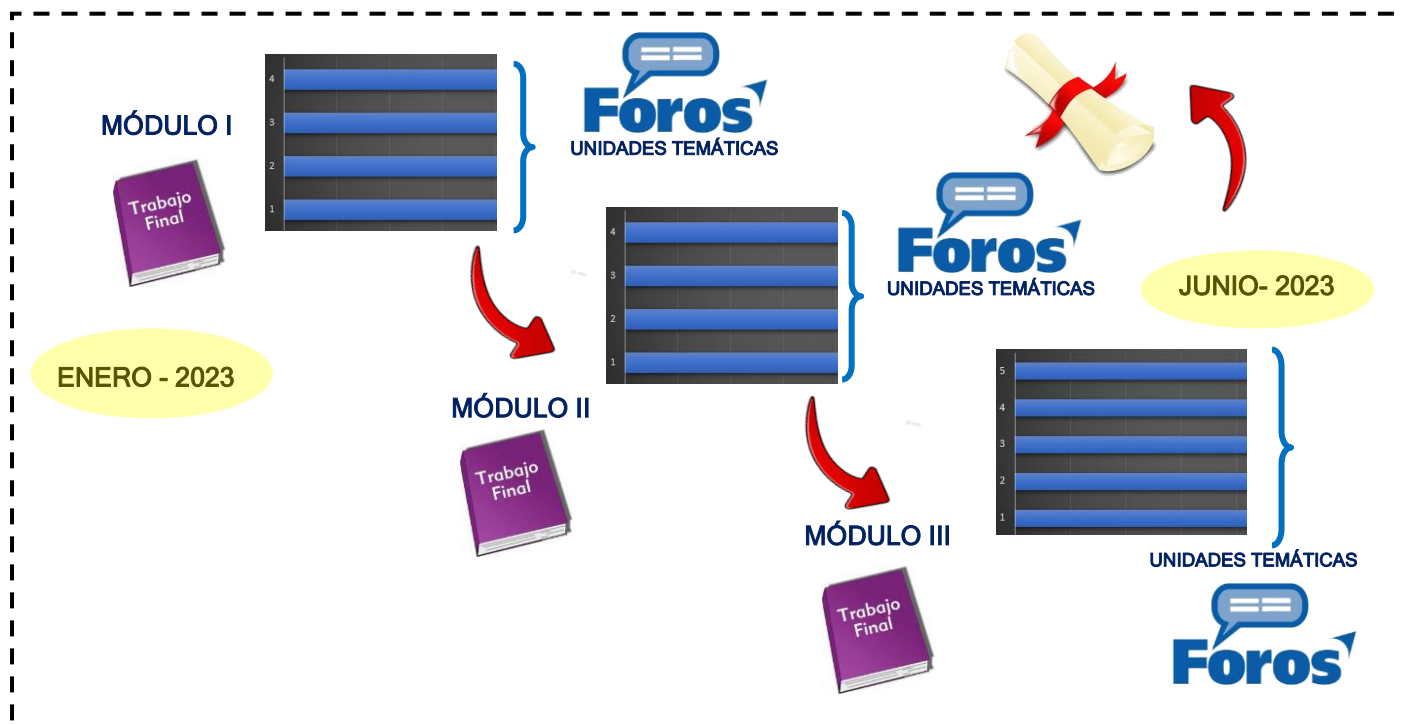 MÓDULO I
4
3
2
1
Foros
UNIDADES TEMÁTICAS
Trabajo
Final
ENERO - 2023
MÓDULO II
4
3
2
1
Foros
UNIDADES TEMÁTICAS
Trabajo
Final
JUNIO- 2023
MÓDULO III
5
4
3
2
1
UNIDADES TEMÁTICAS
Foros
Trabajo
Final